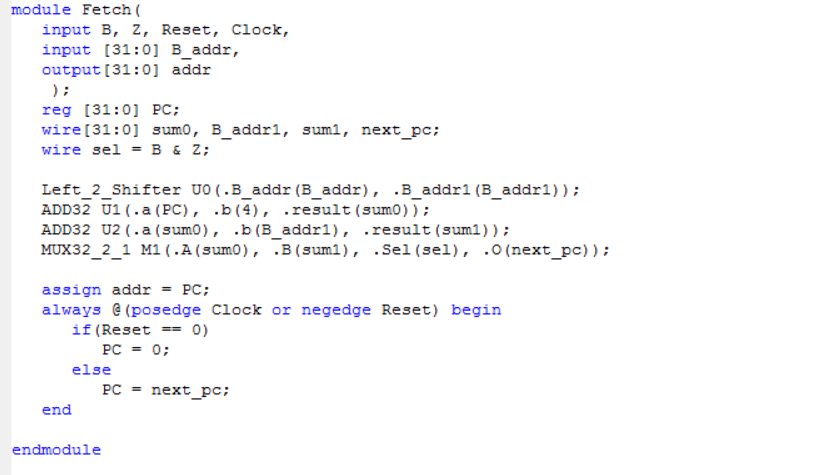 module Fetch(
input B, Z, Reset, Clock,
input [31:0] B_addr,
output[31:0] addr
);
reg [31:0] PC;
wire[31:0] sum0, B_addr1, sum1, next_pc;
wire sel = B & Z;
Left_2_Shifter U0(.B_addr(B_addr), .B_addr1(B_addr1));
ADD32 U1(.a(PC), .b(4), .result(sum0));
ADD32 U2(.a(sum0), .b(B_addr1), .result(sum1));
MUX32_2_1 M1(.A(sum0), .B(sum1), .Sel(sel), .O(next_pc));
assign addr = PC;
always @(posedge Clock or negedge Reset) begin
if(Reset == 0)
PC = 0;
else
PC = next_pc;
end
endmodule